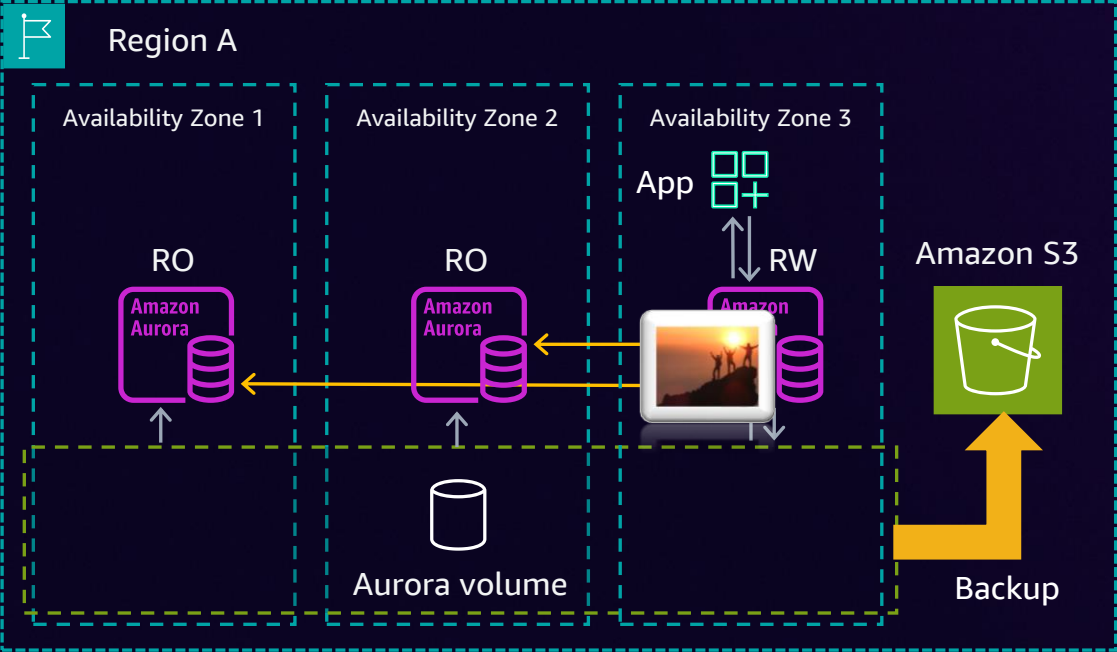 Region A
Availability Zone 1
Availability Zone 2
Availability Zone 3
App
RO
RO
RW
Amazon S3
Amazon
Aurora
Amazon
Aurora
Amazon
Aurora volume
Backup